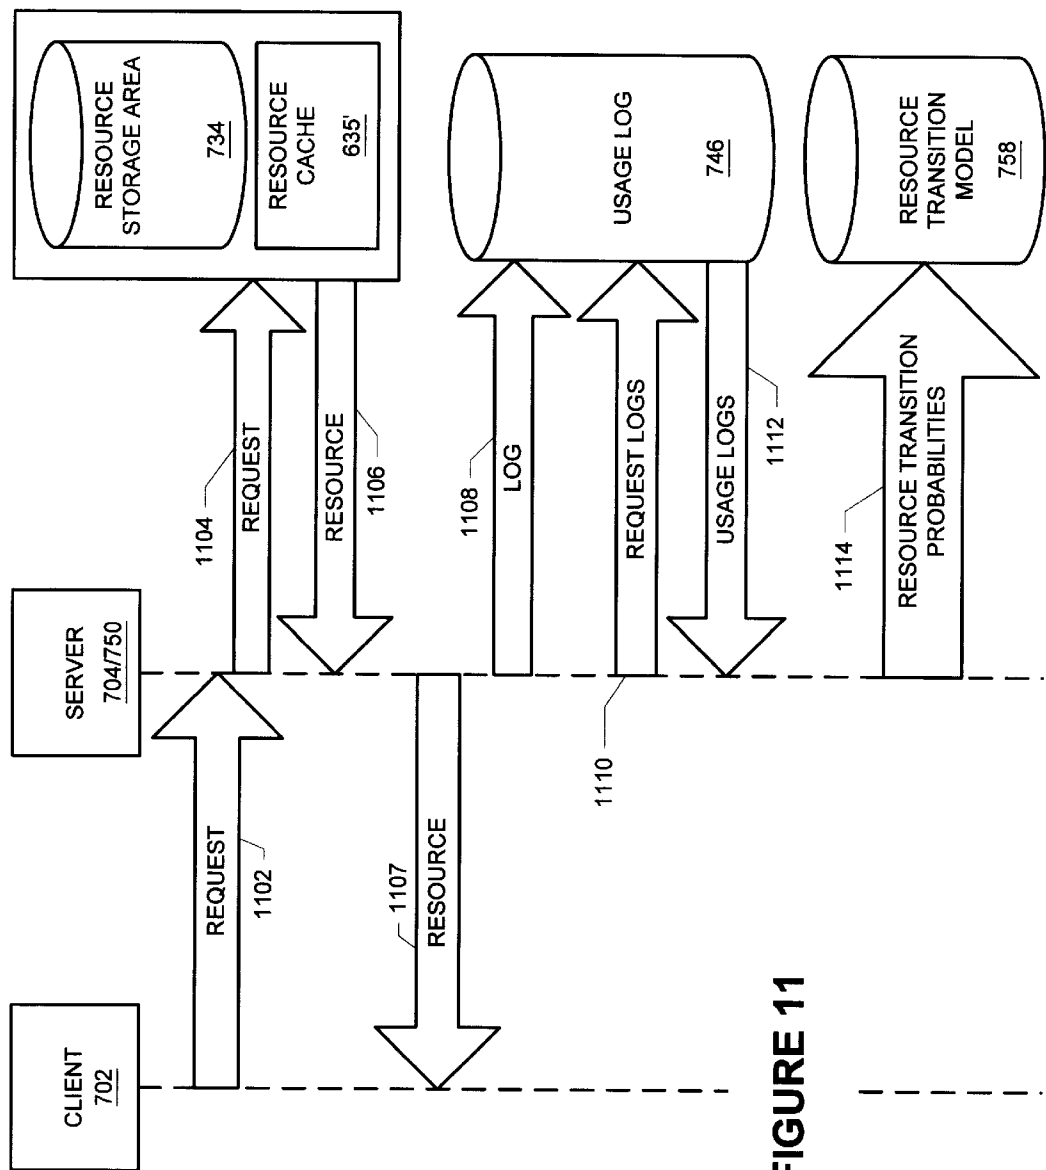 CLIENT
702
SERVER
704/750
RESOURCE
STORAGE AREA
734
RESOURCE
CACHE
635'
REQUEST
1102
1104
REQUEST
RESOURCE
1106
1107
RESOURCE
1108
LOG
USAGE LOG
746
REQUEST LOGS
1110
USAGE LOGS
1112
1114
RESOURCE TRANSITION
PROBABILITIES
RESOURCE
TRANSITION
MODEL
758
FIGURE 11